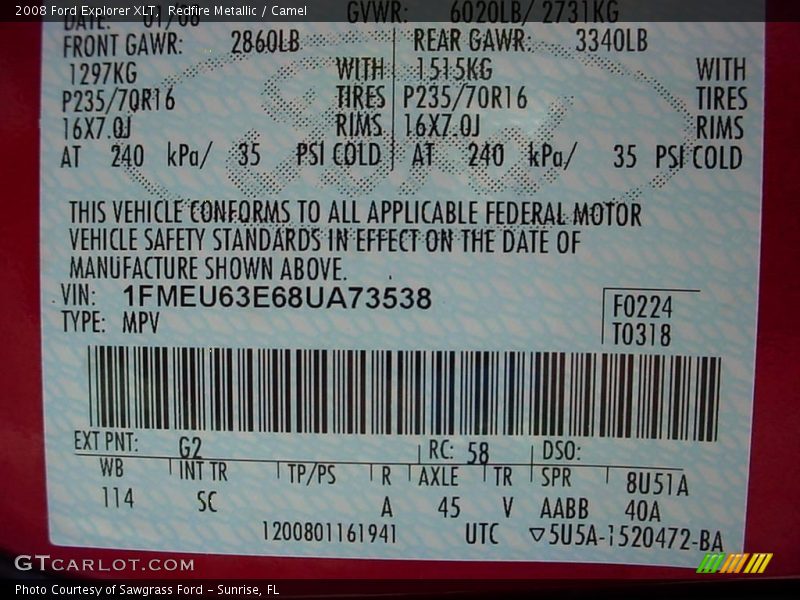 2008 Ford Explorer XLT, Redfire Metallic / Camel
DATE: 01/08 GVWR: 6020LB/ 2731KG
FRONT GAWR: 2860LB REAR GAWR: 3340LB
1297KG WITH 1515KG WITH
P235/70R16 TIRES P235/70R16 TIRES
16X7.0J RIMS 16X7.0J RIMS
AT 240 kPa/ 35 PSI COLD AT 240 kPa/ 35 PSI COLD
THIS VEHICLE CONFORMS TO ALL APPLICABLE FEDERAL MOTOR
VEHICLE SAFETY STANDARDS IN EFFECT ON THE DATE OF
MANUFACTURE SHOWN ABOVE.
VIN: 1FMEU63E68UA73538 F0224
TYPE: MPV T0318
EXT PNT: G2 RC: 58 DSO:
WB INT TR TP/PS R AXLE TR SPR 8U51A
114 SC A 45 V AABB 40A
1200801161941 UTC ▽5U5A-1520472-BA
GTCARLOT.COM
Photo Courtesy of Sawgrass Ford - Sunrise, FL